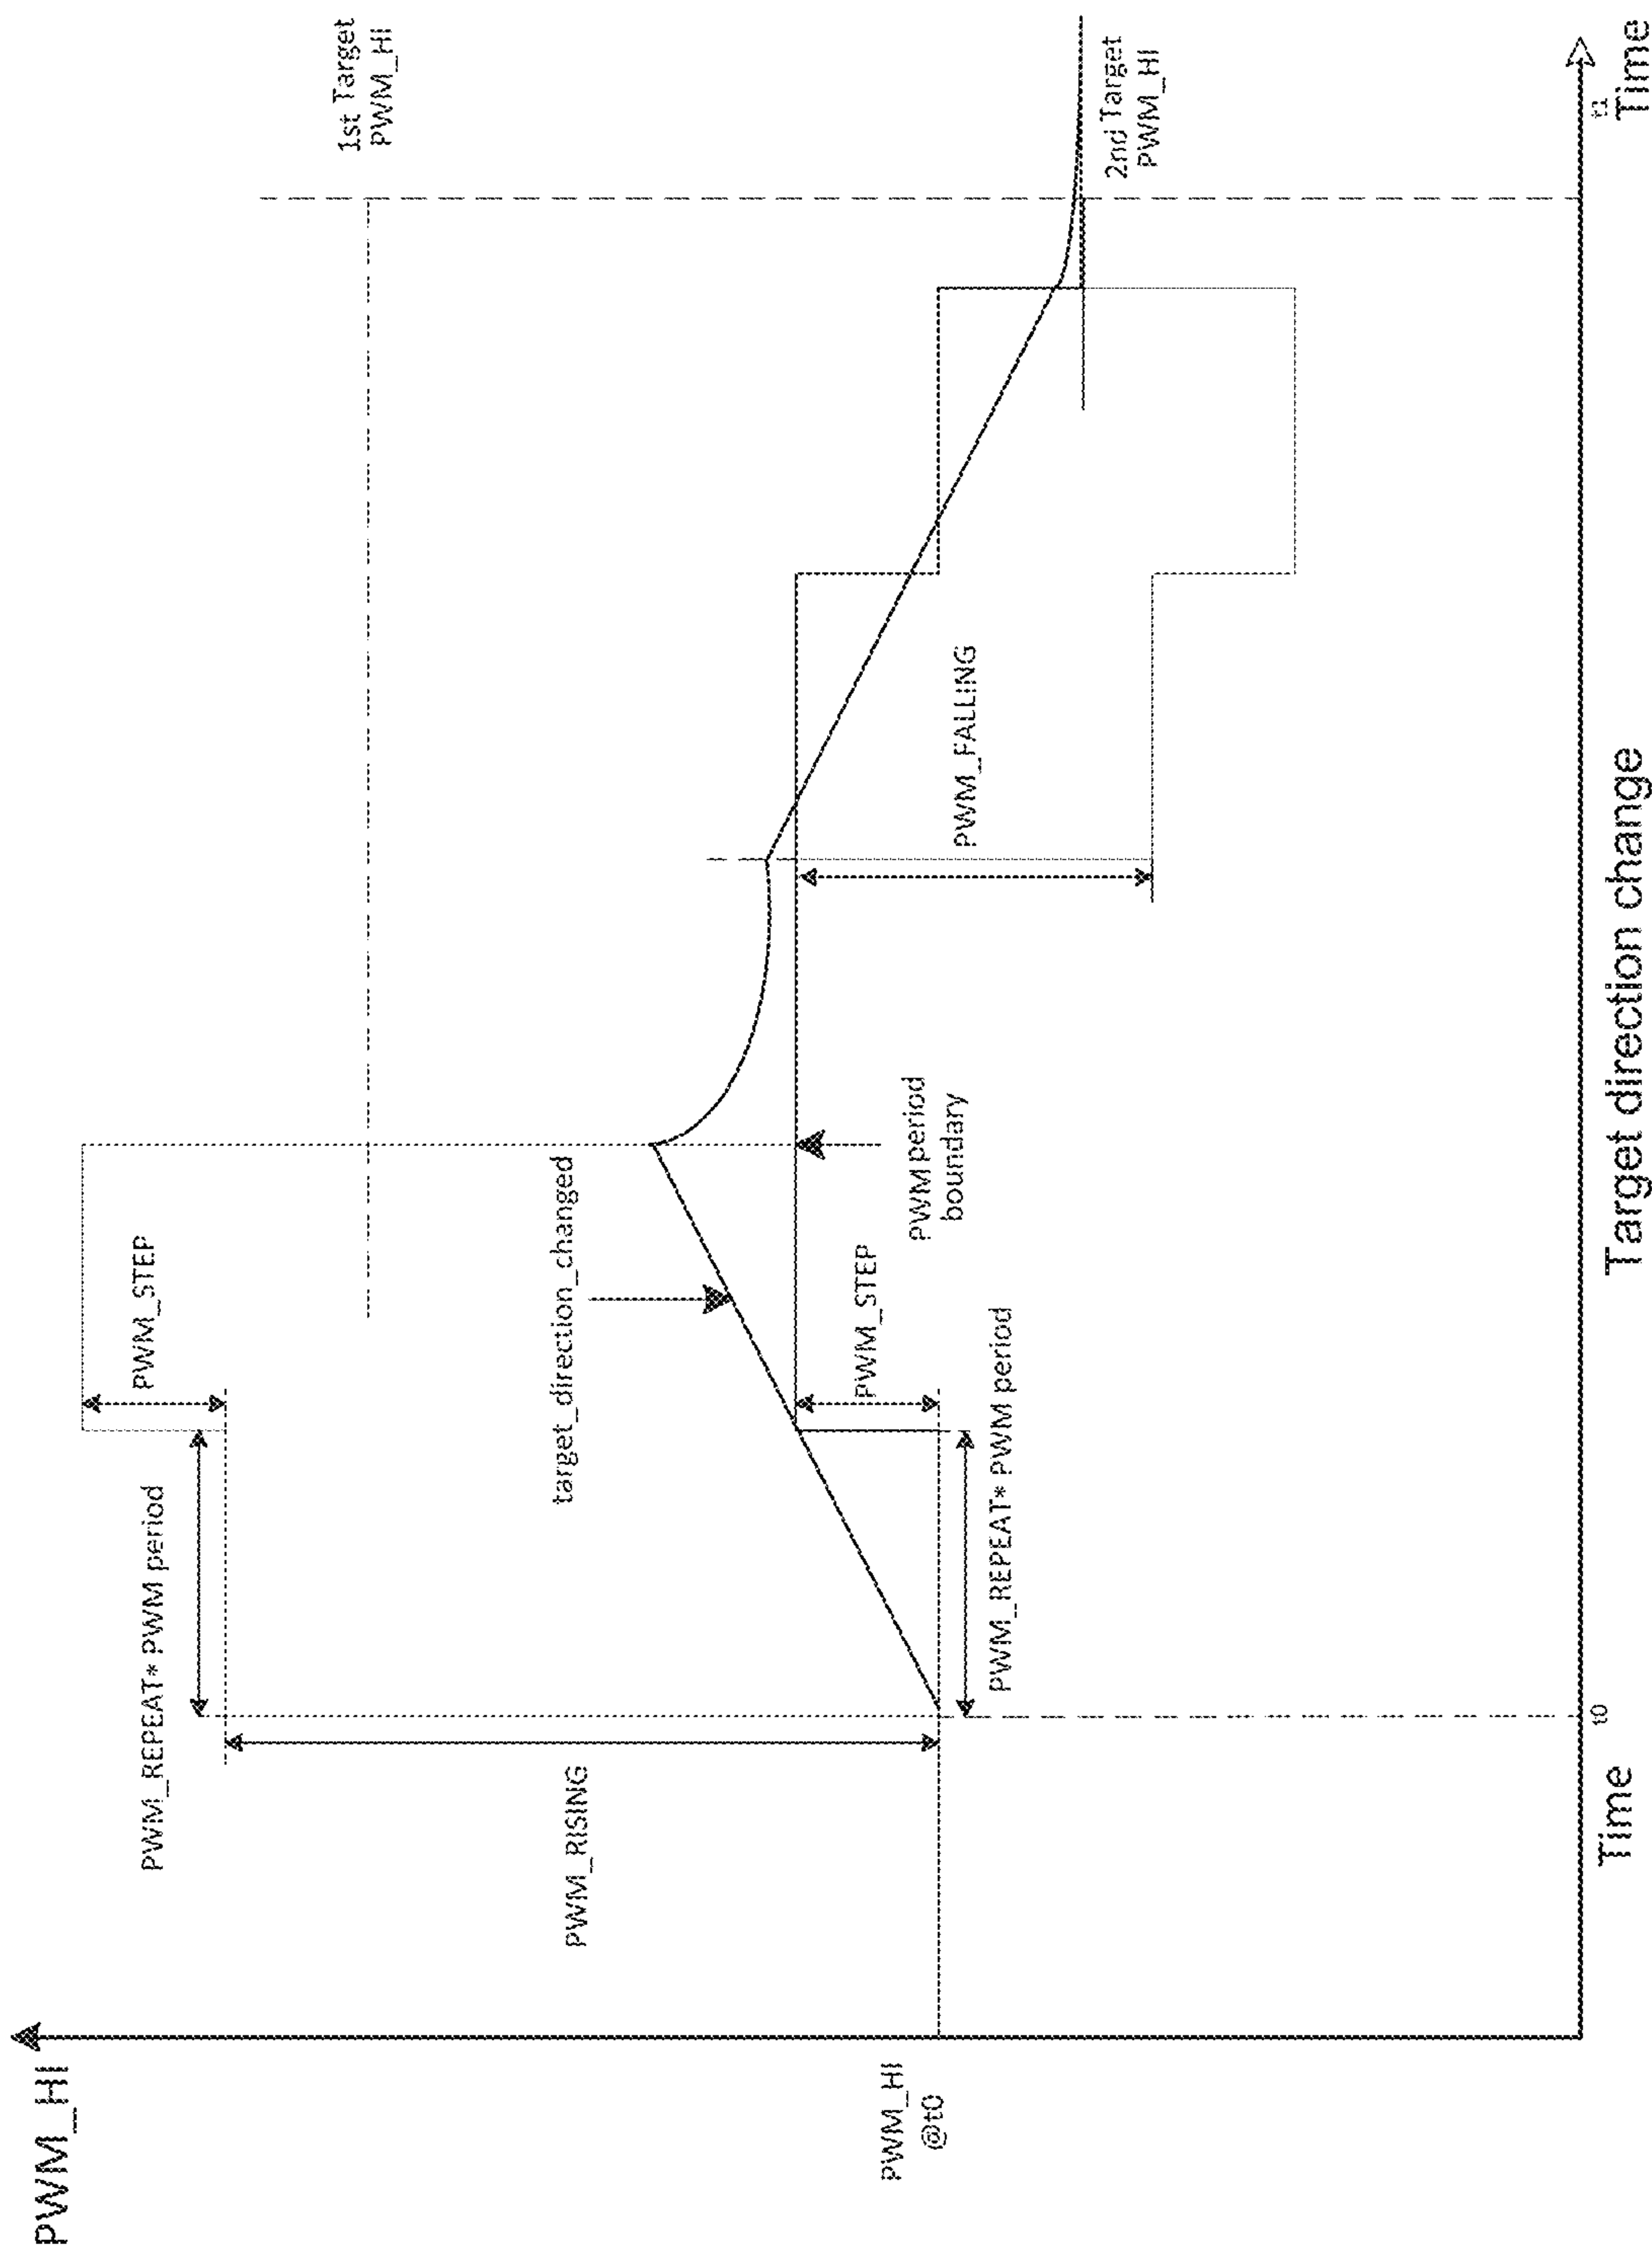 PWM_HI
PWM_REPEAT* PWM period
PWM_STEP
1st Target
PWM_HI
PWM_RISING
target_direction_changed
PWM_HI
@t0
PWM_STEP
PWM period
boundary
PWM_REPEAT* PWM period
PWM_FALLING
2nd Target
PWM_HI
t0
t1
Time
Target direction change
Time